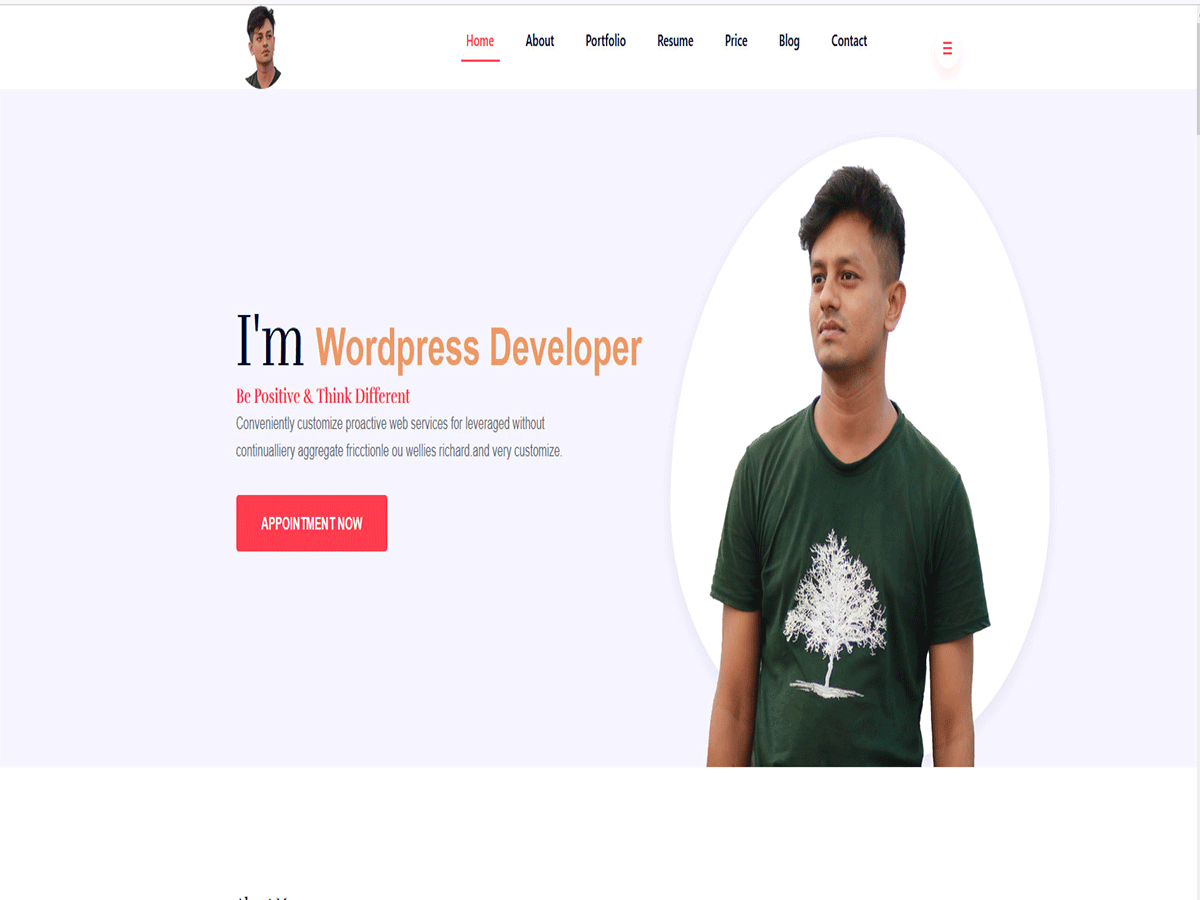 Home About Portfolio Resume Price Blog Contact
I'm Wordpress Developer
Be Positive & Think Different
Conveniently customize proactive web services for leveraged without
continualliery aggregate fricctionle ou wellies richard.and very customize.
APPOINTMENT NOW